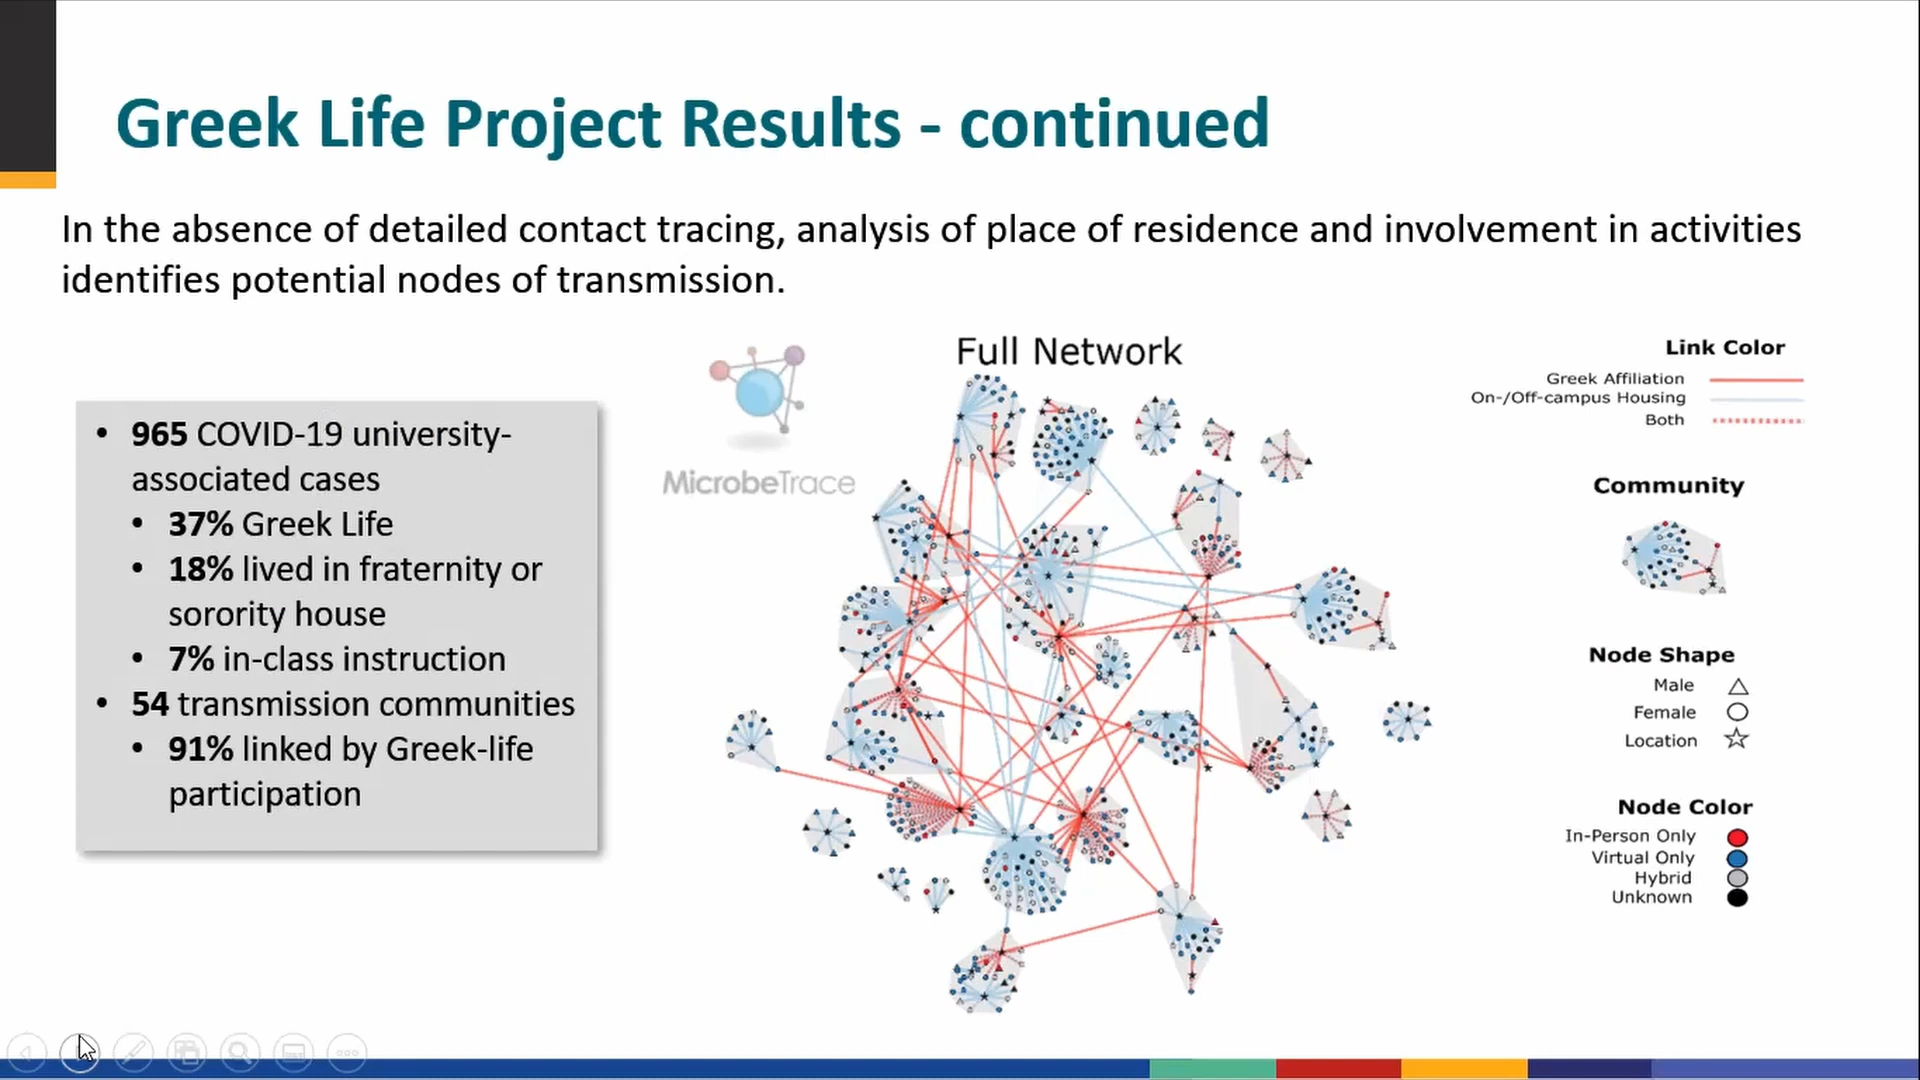 Greek Life Project Results - continued
In the absence of detailed contact tracing, analysis of place of residence and involvement in activities
identifies potential nodes of transmission.
• 965 COVID-19 university-
associated cases
• 37% Greek Life
• 18% lived in fraternity or
sorority house
• 7% in-class instruction
• 54 transmission communities
• 91% linked by Greek-life
participation
MicrobeTrace
Full Network
Link Color
Greek Affiliation
On-/Off-campus Housing
Both
Community
Node Shape
Male
Female
Location
Node Color
In-Person Only
Virtual Only
Hybrid
Unknown